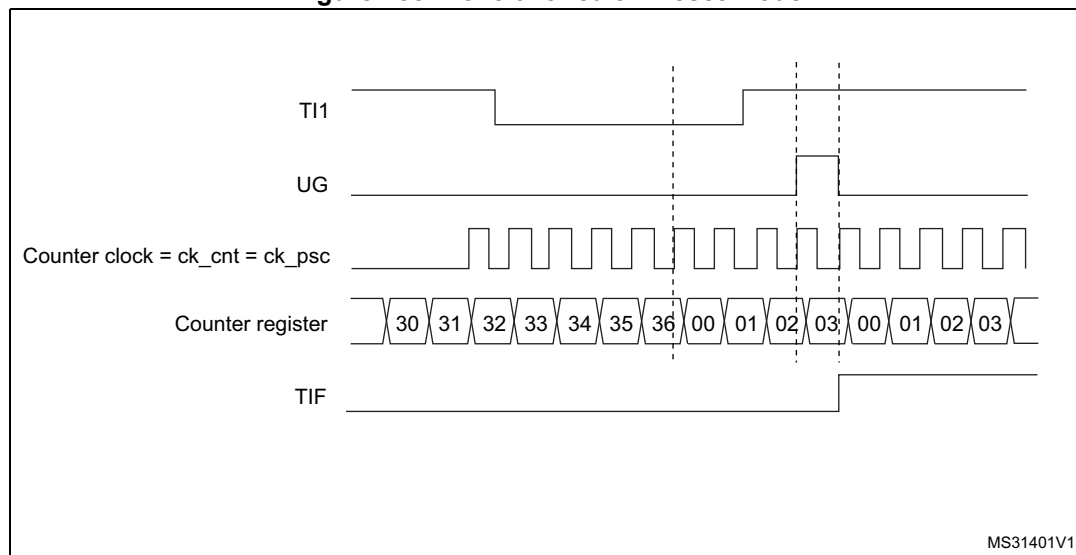 TI1
UG
Counter clock = ck_cnt = ck_psc
Counter register 30 31 32 33 34 35 36 00 01 02 03 00 01 02 03
TIF
MS31401V1